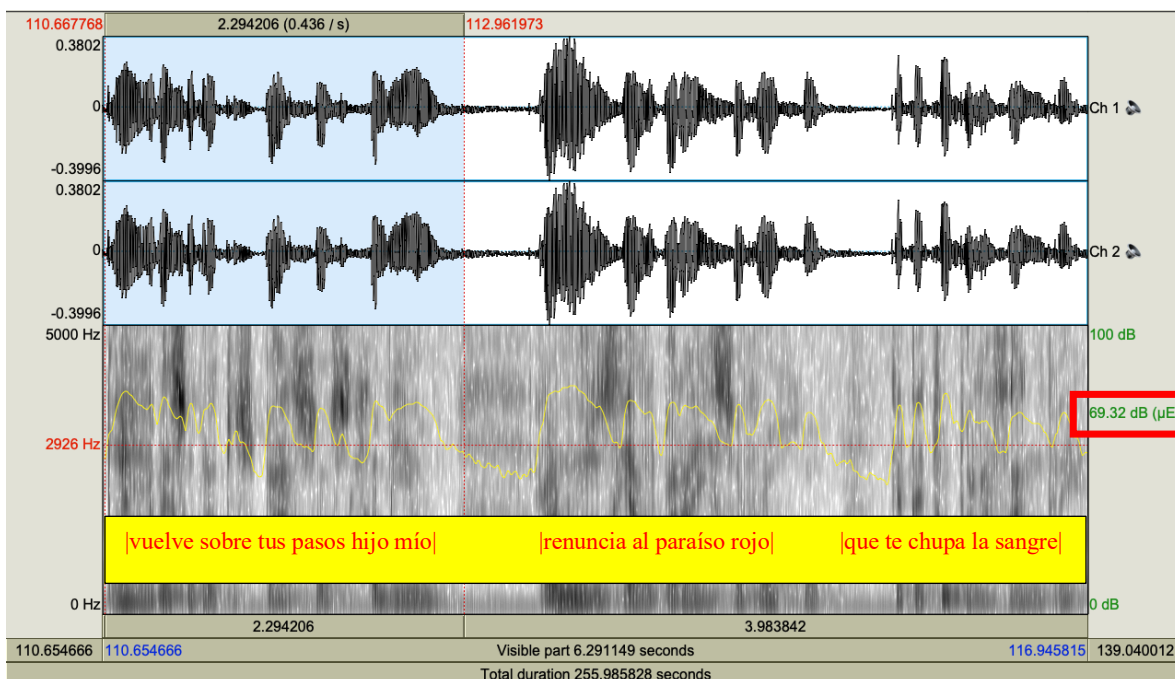 110.667768 2.294206 (0.436 / s) 112.961973
0.3802
0 Ch 1
-0.3996
0.3802
0 Ch 2
-0.3996
5000 Hz 100 dB
69.32 dB (µE
2926 Hz
|vuelve sobre tus pasos hijo mío| |renuncia al paraíso rojo| |que te chupa la sangre|
0 Hz 0 dB
2.294206 3.983842
110.654666 110.654666 Visible part 6.291149 seconds 116.945815 139.040012
Total duration 255.985828 seconds